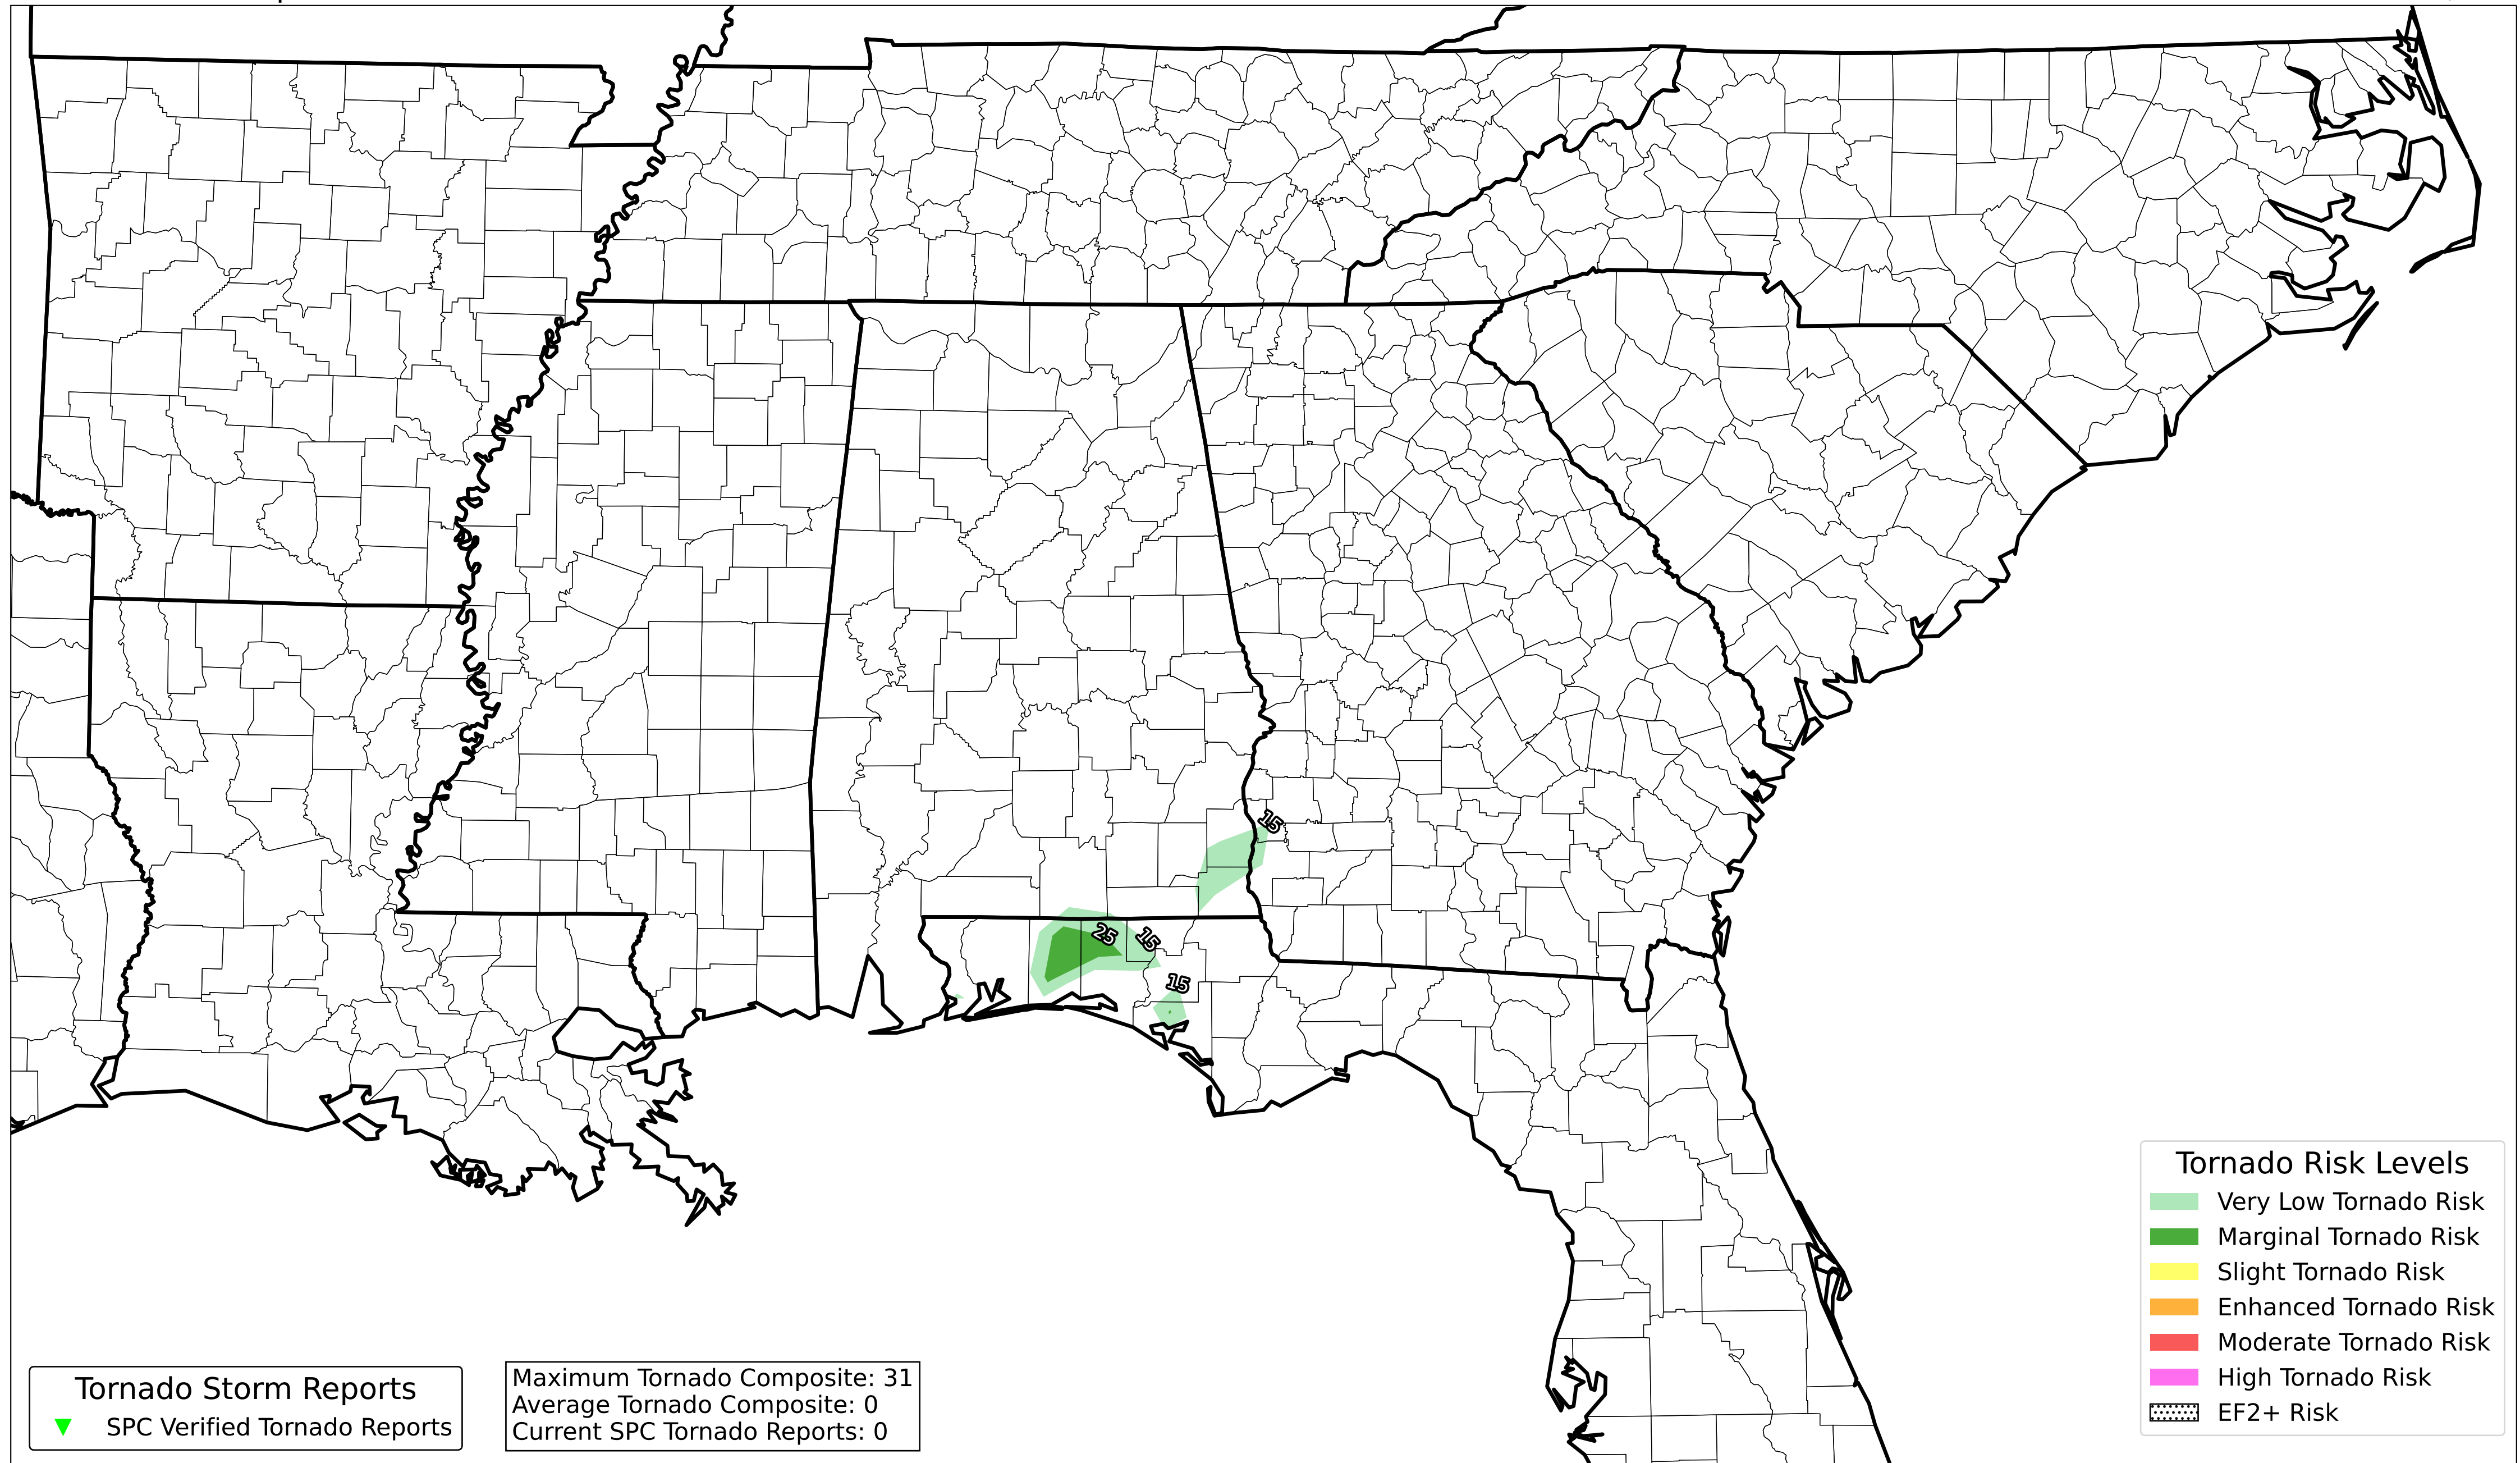 15
25
15
15
Tornado Risk Levels
Very Low Tornado Risk
Marginal Tornado Risk
Slight Tornado Risk
Enhanced Tornado Risk
Moderate Tornado Risk
High Tornado Risk
EF2+ Risk
Tornado Storm Reports
SPC Verified Tornado Reports
Maximum Tornado Composite: 31
Average Tornado Composite: 0
Current SPC Tornado Reports: 0